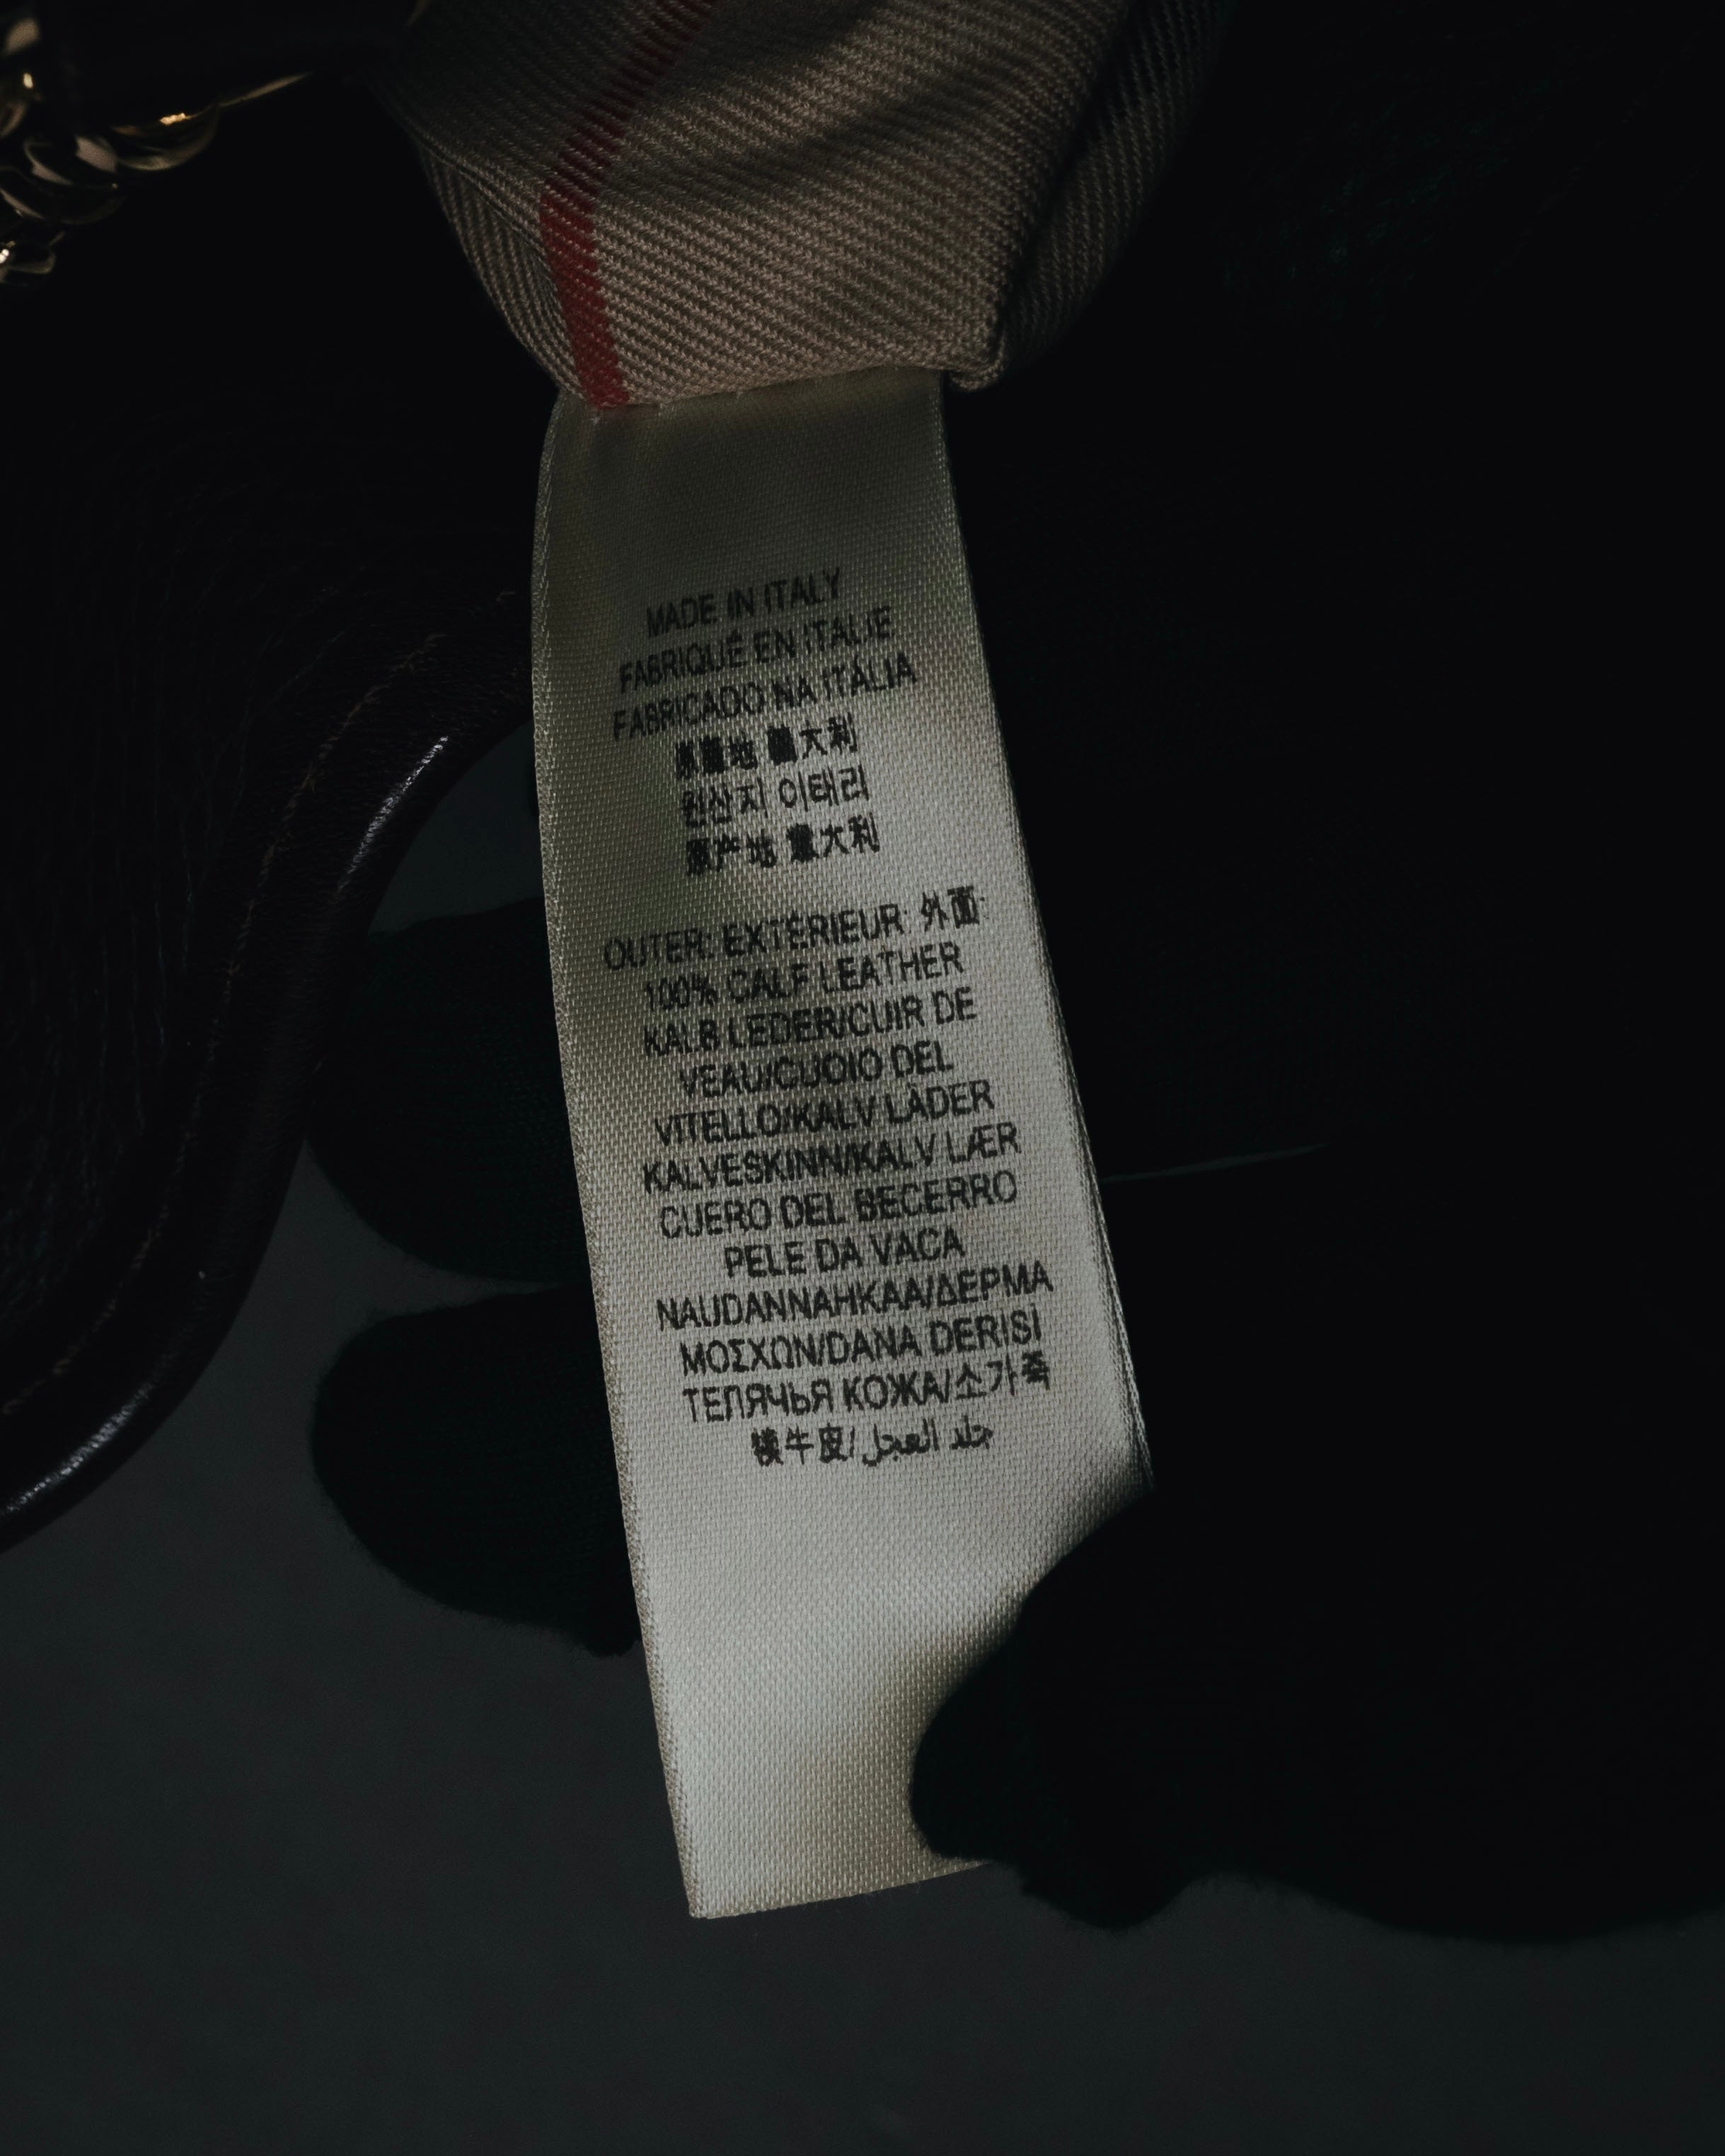 MADE IN ITALY
FABRIQUÉ EN ITALIE
FABRICADO NA ITÁLIA
原產地 義大利
원산지 이태리
原产地 意大利
OUTER: EXTÉRIEUR: 外面:
100% CALF LEATHER
KALB LEDER/CUIR DE
VEAU/CUOIO DEL
VITELLO/KALV LÄDER
KALVESKINN/KALV LÆR
CUERO DEL BECERRO
PELE DA VACA
NAUDANNAHKAA/ΔΕΡΜΑ
ΜΟΣΧΩΝ/DANA DERİSİ
ТЕЛЯЧЬЯ КОЖА/소가죽
犊牛皮/جلد العجل